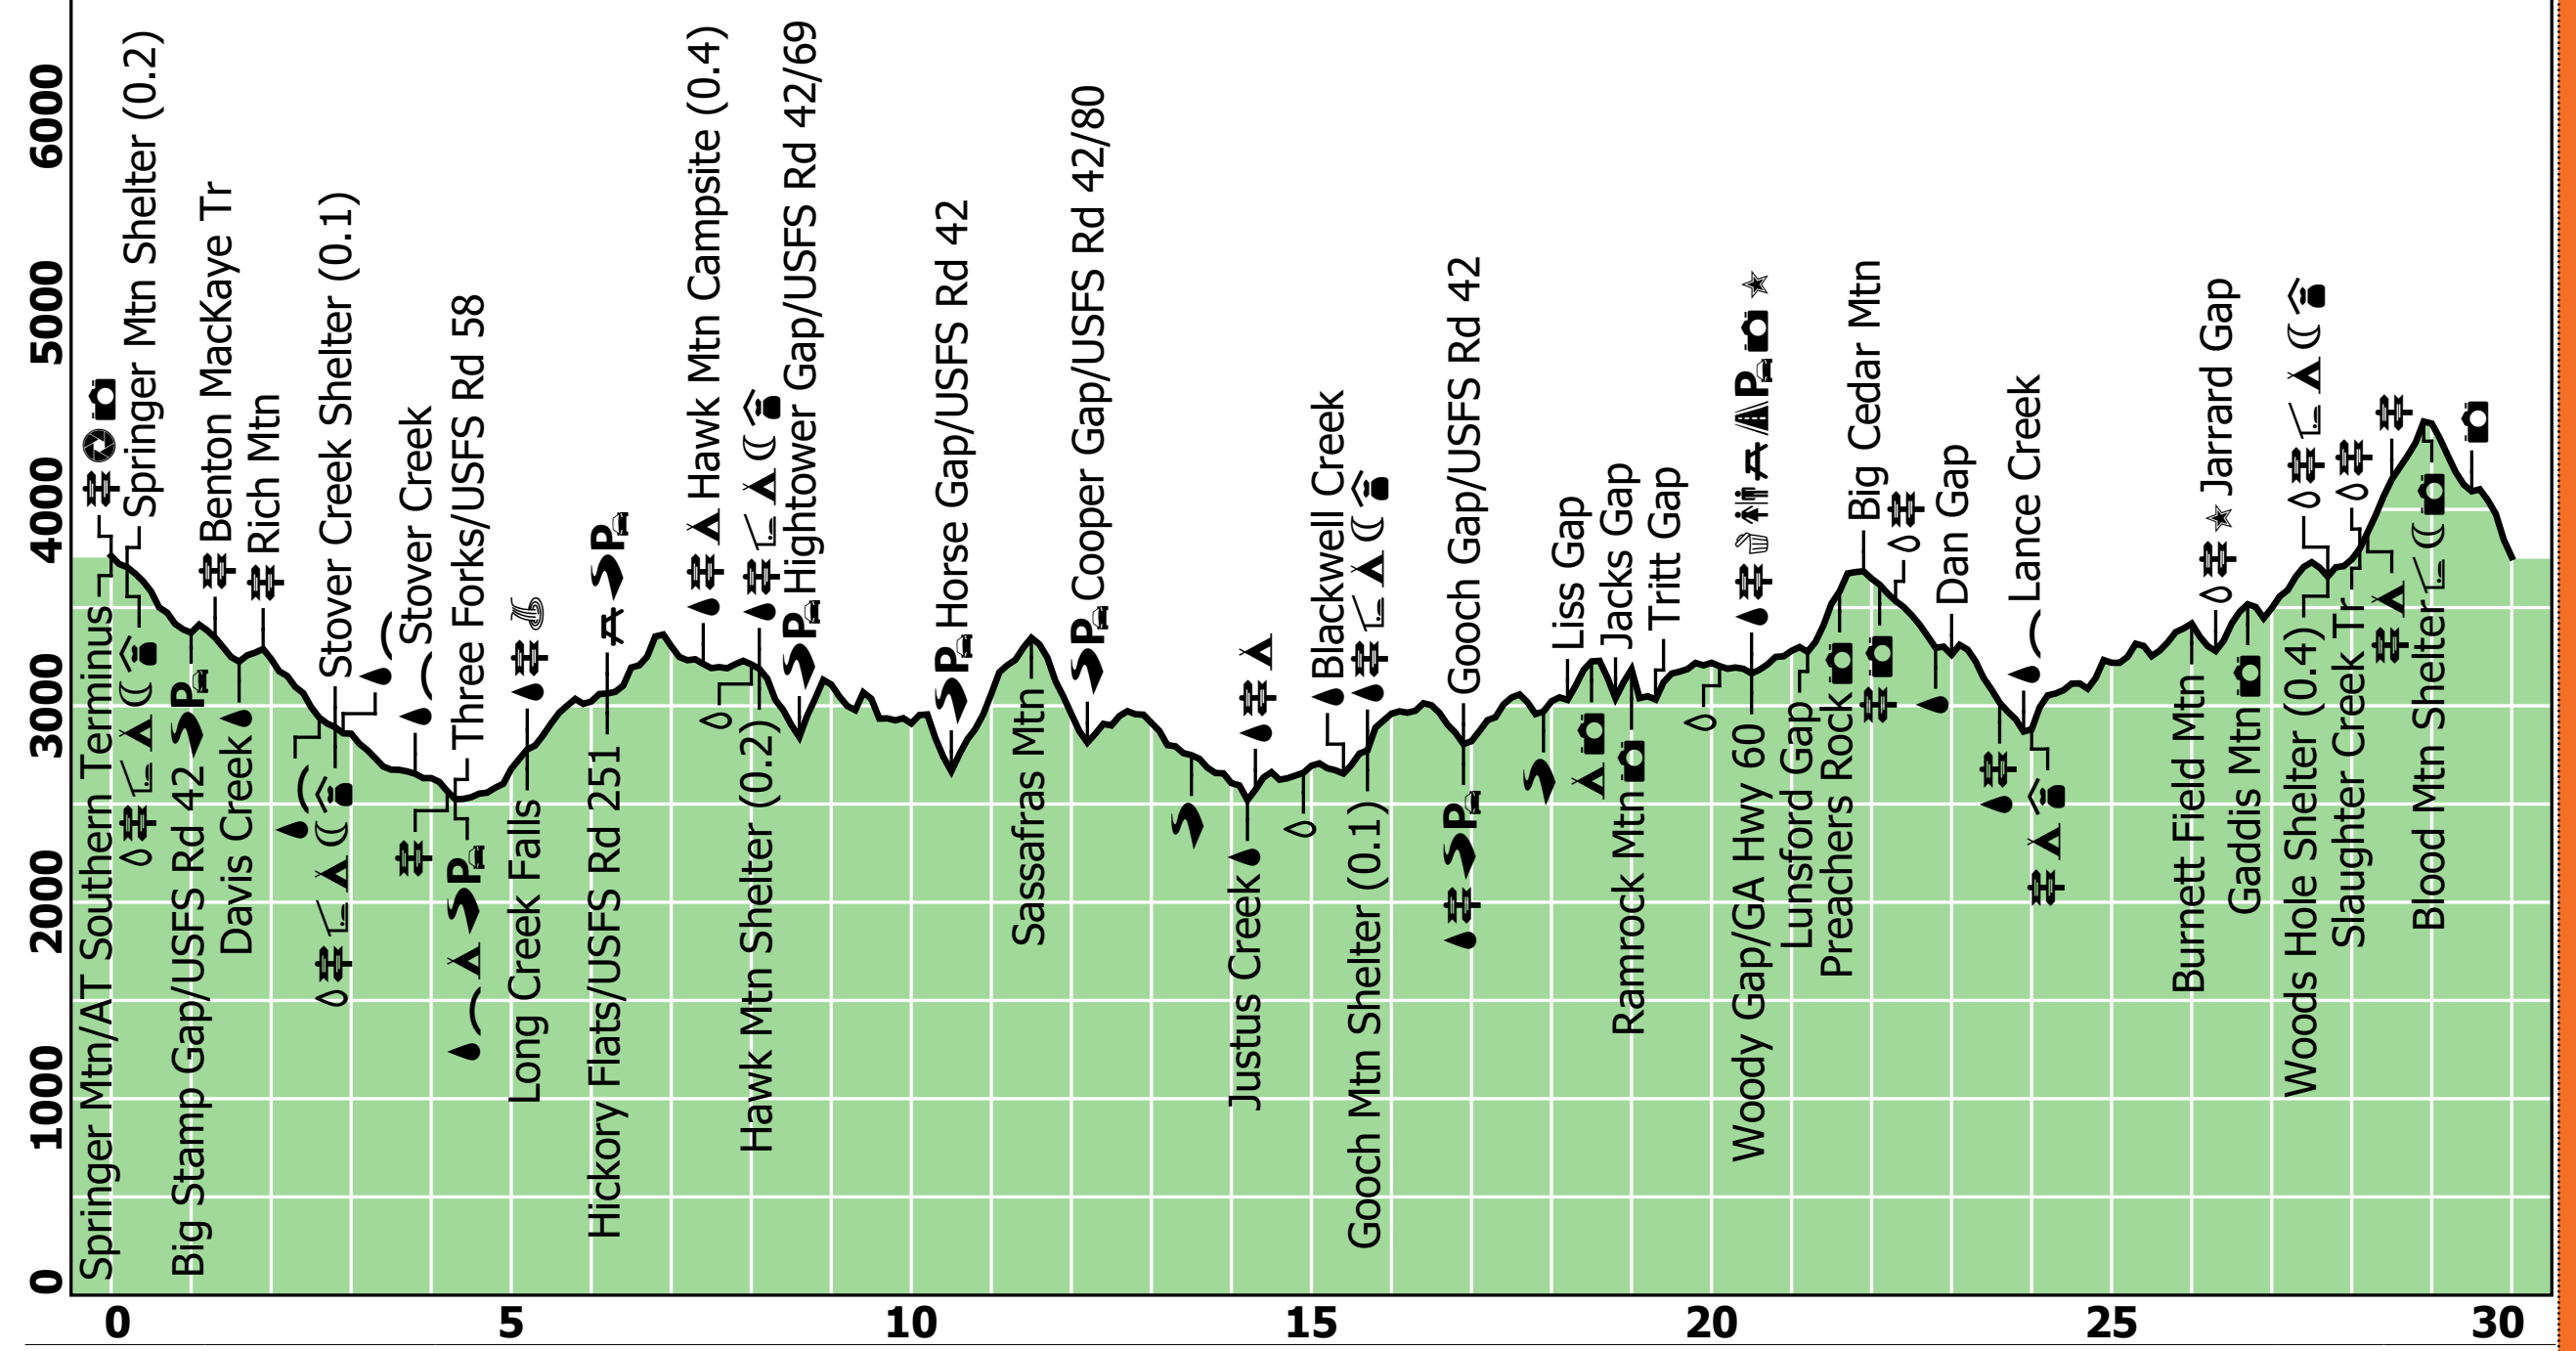 6000
5000
4000
3000
2000
1000
0
Springer Mtn/AT Southern Terminus
Springer Mtn Shelter (0.2)
Big Stamp Gap/USFS Rd 42 P
Benton MacKaye Tr
Davis Creek
Rich Mtn
Stover Creek Shelter (0.1)
Stover Creek
Three Forks/USFS Rd 58
P
Long Creek Falls
Hickory Flats/USFS Rd 251
P
Hawk Mtn Campsite (0.4)
Hawk Mtn Shelter (0.2)
P Hightower Gap/USFS Rd 42/69
P Horse Gap/USFS Rd 42
Sassafras Mtn
P Cooper Gap/USFS Rd 42/80
Justus Creek
Blackwell Creek
Gooch Mtn Shelter (0.1)
Gooch Gap/USFS Rd 42
P
Liss Gap
Jacks Gap
Ramrock Mtn
Tritt Gap
Woody Gap/GA Hwy 60
P
Lunsford Gap
Preachers Rock
Big Cedar Mtn
Dan Gap
Lance Creek
Burnett Field Mtn
Jarrard Gap
Gaddis Mtn
Woods Hole Shelter (0.4)
Slaughter Creek Tr
Blood Mtn Shelter
0 5 10 15 20 25 30